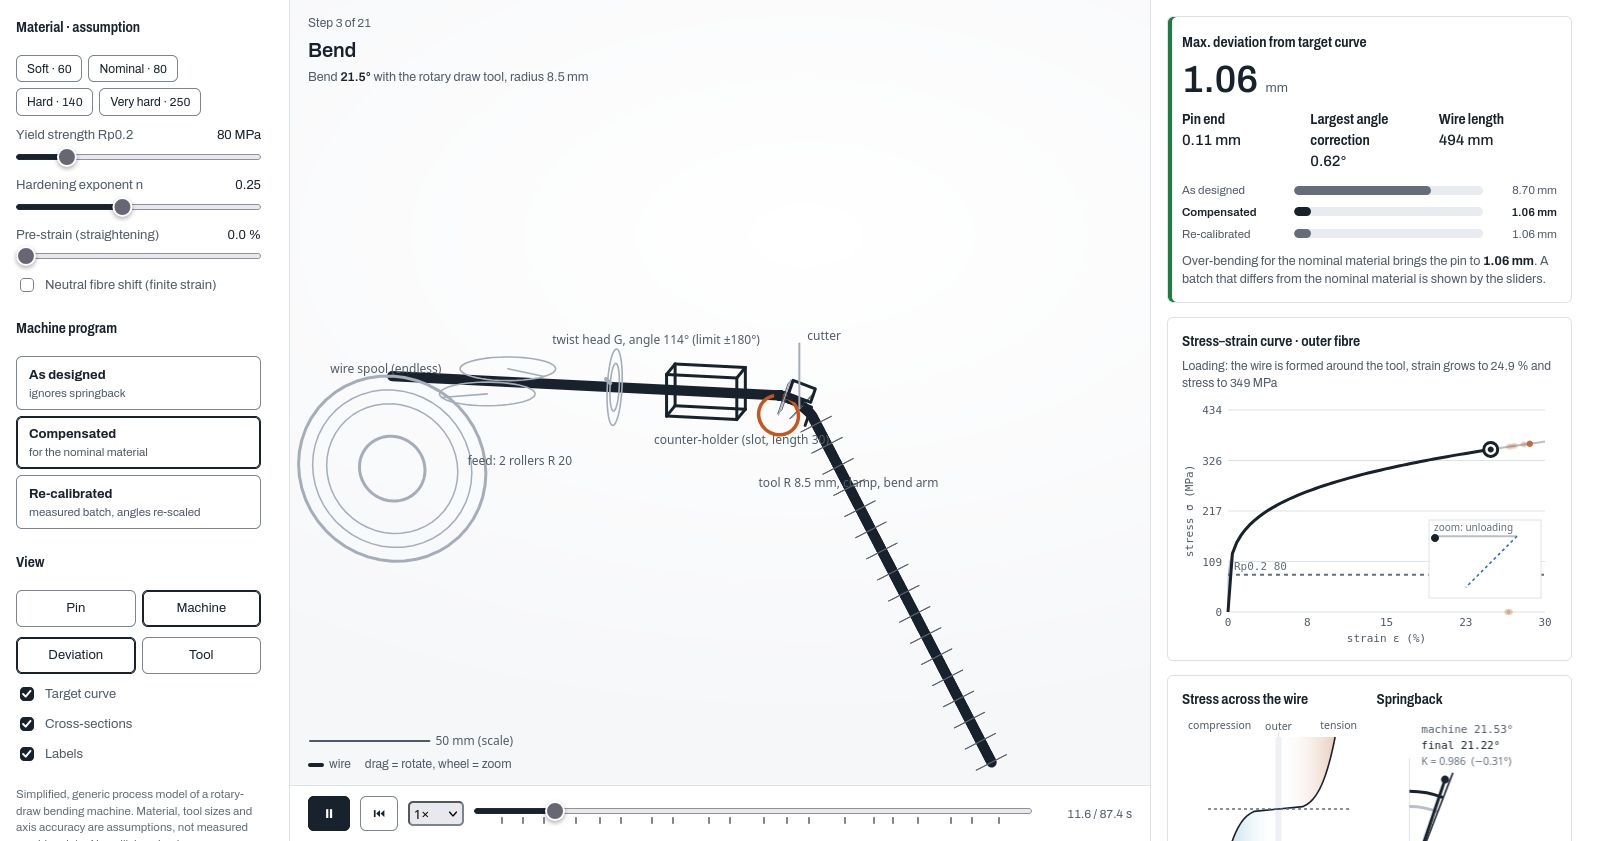 Material · assumption
Soft · 60
Nominal · 80
Hard · 140
Very hard · 250
Yield strength Rp0.2 80 MPa
Hardening exponent n 0.25
Pre-strain (straightening) 0.0 %
Neutral fibre shift (finite strain)
Machine program
As designed
ignores springback
Compensated
for the nominal material
Re-calibrated
measured batch, angles re-scaled
View
Pin
Machine
Deviation
Tool
Target curve
Cross-sections
Labels
Simplified, generic process model of a rotary-
draw bending machine. Material, tool sizes and
axis accuracy are assumptions, not measured
Step 3 of 21
Bend
Bend 21.5° with the rotary draw tool, radius 8.5 mm
twist head G, angle 114° (limit ±180°)
cutter
wire spool (endless)
counter-holder (slot, length 30)
feed: 2 rollers R 20
tool R 8.5 mm, clamp, bend arm
50 mm (scale)
wire drag = rotate, wheel = zoom
1×
11.6 / 87.4 s
Max. deviation from target curve
1.06 mm
Pin end
0.11 mm
Largest angle
correction
0.62°
Wire length
494 mm
As designed 8.70 mm
Compensated 1.06 mm
Re-calibrated 1.06 mm
Over-bending for the nominal material brings the pin to 1.06 mm. A
batch that differs from the nominal material is shown by the sliders.
Stress–strain curve · outer fibre
Loading: the wire is formed around the tool, strain grows to 24.9 % and
stress to 349 MPa
434
326
217
109
0
stress σ (MPa)
zoom: unloading
Rp0.2 80
0 8 15 23 30
strain ε (%)
Stress across the wire
compression outer tension
Springback
machine 21.53°
final 21.22°
K = 0.986 (−0.31°)